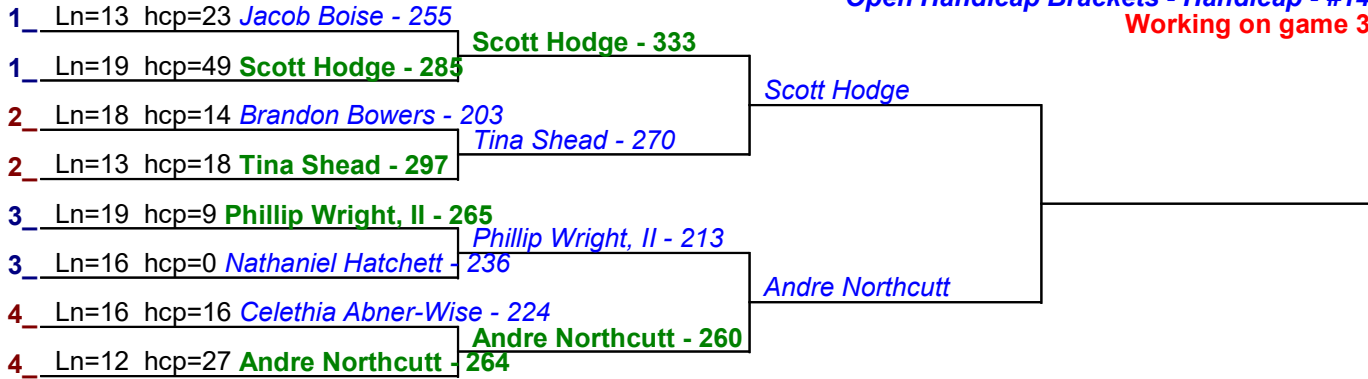 Open Handicap Brackets - Handicap - #14
Working on game 3
1_ Ln=13 hcp=23 Jacob Boise - 255
Scott Hodge - 333
1_ Ln=19 hcp=49 Scott Hodge - 285
Scott Hodge
2_ Ln=18 hcp=14 Brandon Bowers - 203
Tina Shead - 270
2_ Ln=13 hcp=18 Tina Shead - 297
3_ Ln=19 hcp=9 Phillip Wright, II - 265
Phillip Wright, II - 213
3_ Ln=16 hcp=0 Nathaniel Hatchett - 236
Andre Northcutt
4_ Ln=16 hcp=16 Celethia Abner-Wise - 224
Andre Northcutt - 260
4_ Ln=12 hcp=27 Andre Northcutt - 264